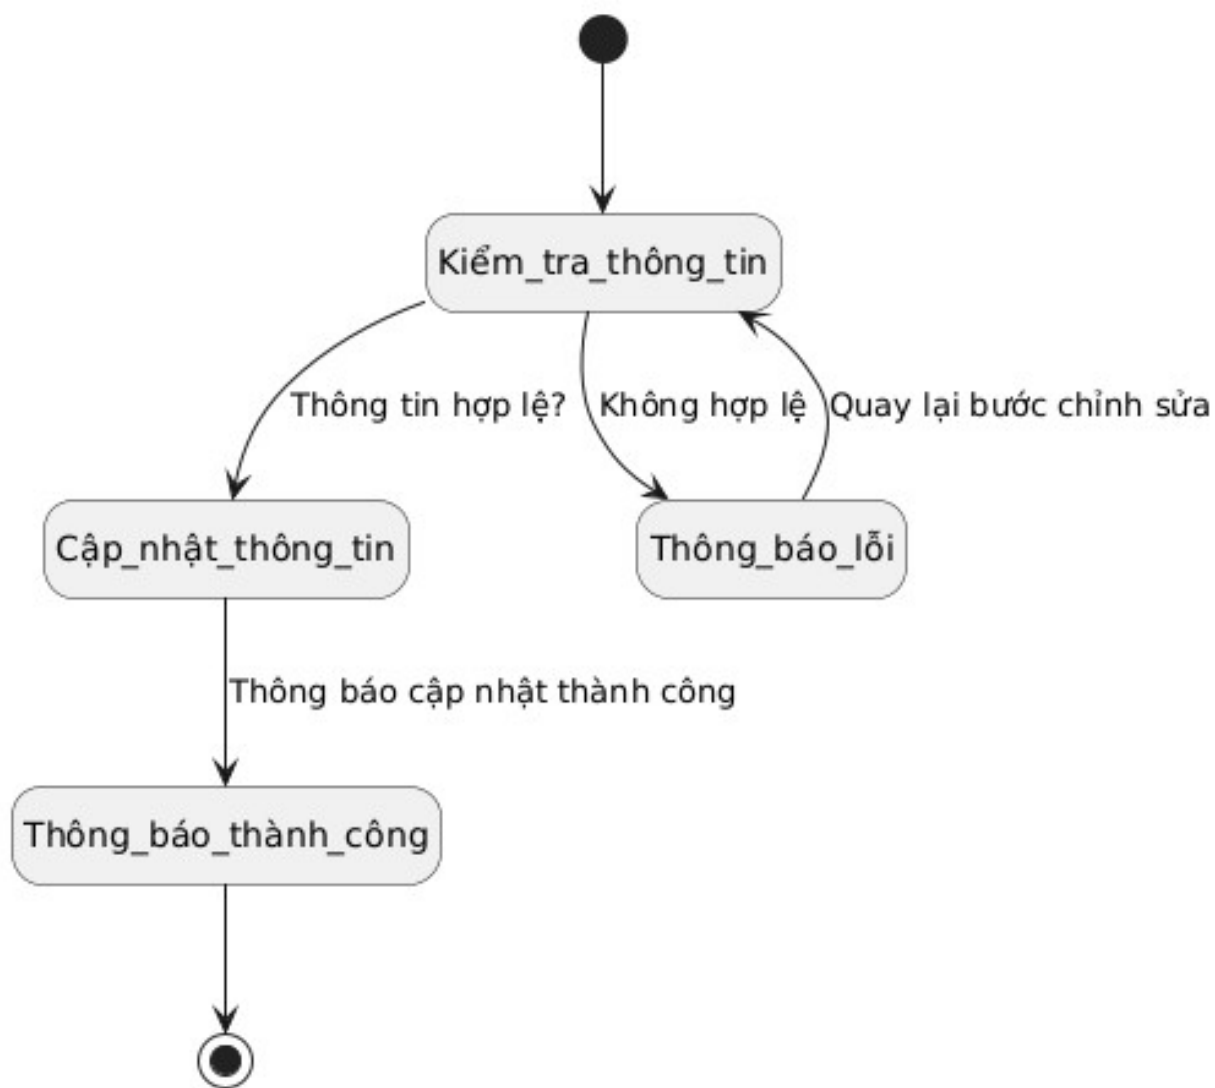 Kiểm_tra_thông_tin
Thông tin hợp lệ?
Không hợp lệ
Quay lại bước chỉnh sửa
Cập_nhật_thông_tin
Thông_báo_lỗi
Thông báo cập nhật thành công
Thông_báo_thành_công